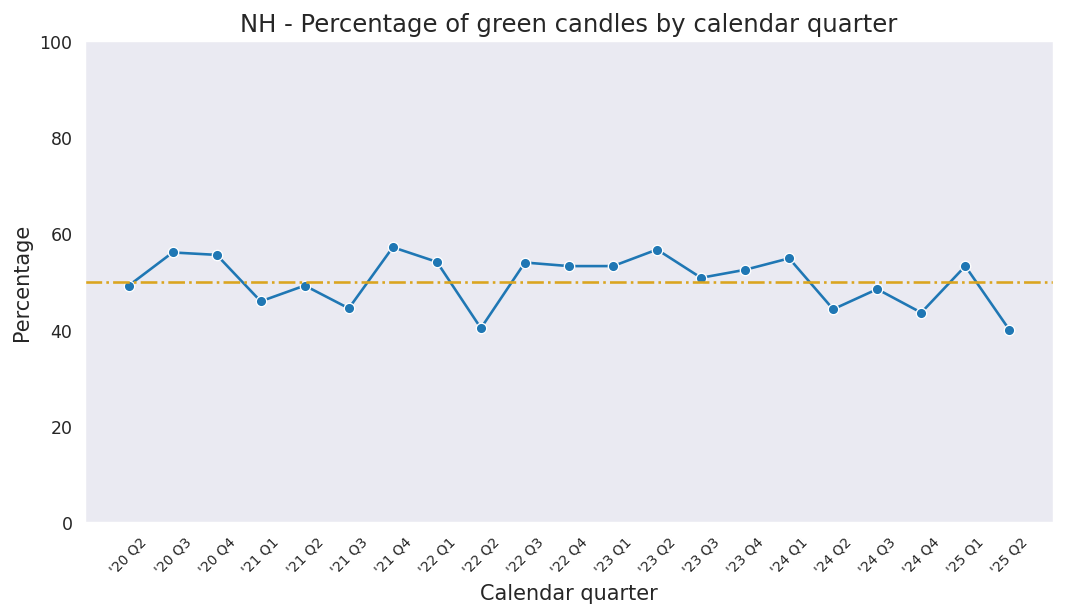 NH - Percentage of green candles by calendar quarter
100
80
60
40
20
0
Percentage
'20 Q2
'20 Q3
'20 Q4
'21 Q1
'21 Q2
'21 Q3
'21 Q4
'22 Q1
'22 Q2
'22 Q3
'22 Q4
'23 Q1
'23 Q2
'23 Q3
'23 Q4
'24 Q1
'24 Q2
'24 Q3
'24 Q4
'25 Q1
'25 Q2
Calendar quarter